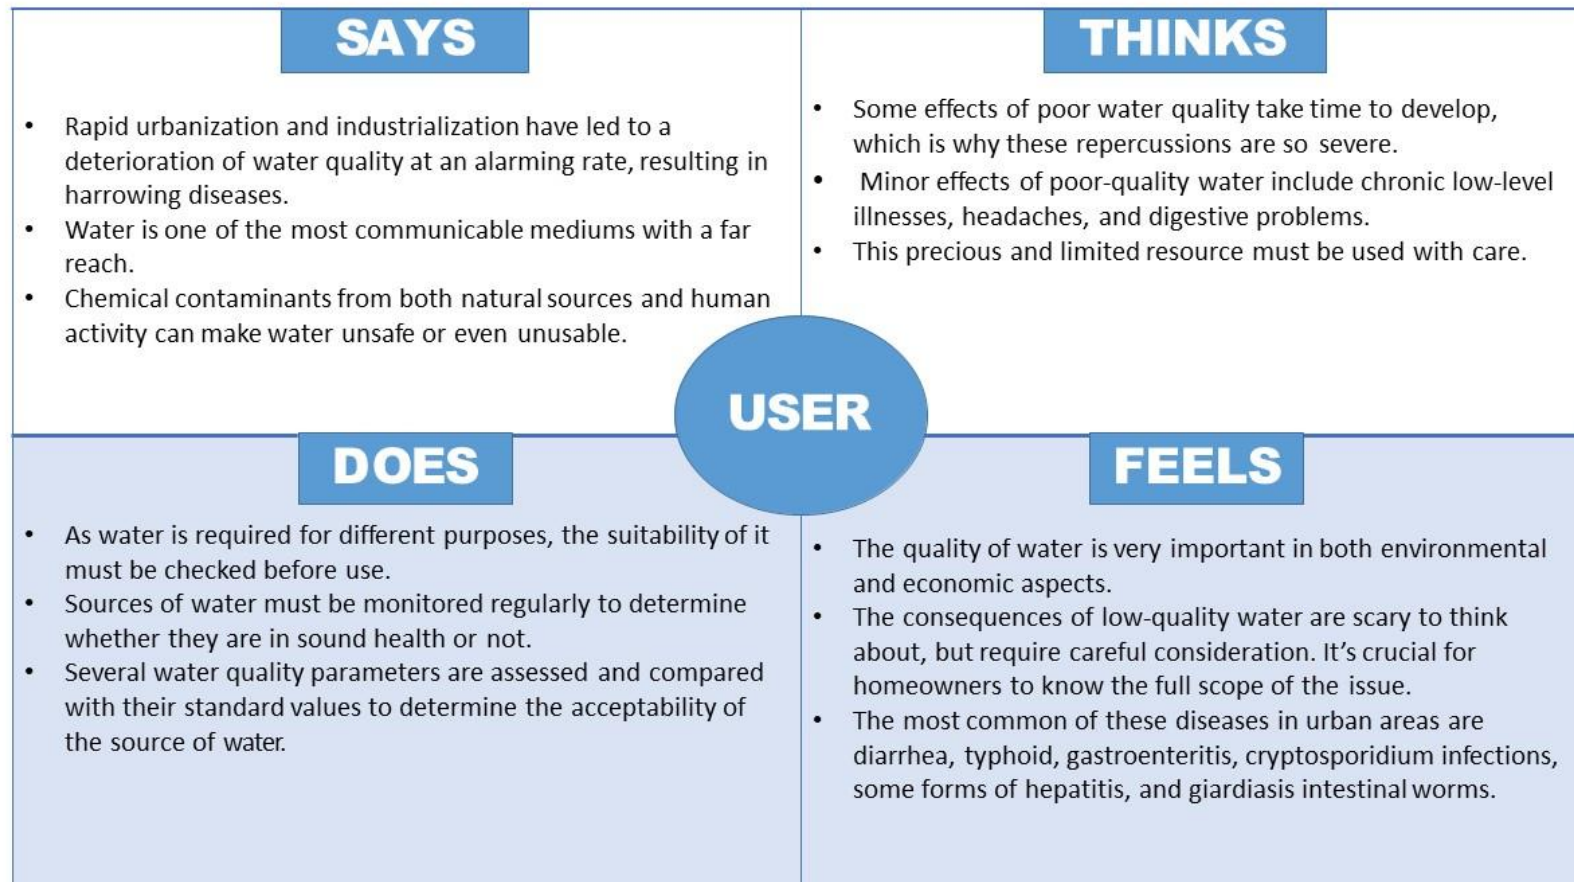 SAYS
• Rapid urbanization and industrialization have led to a
deterioration of water quality at an alarming rate, resulting in
harrowing diseases.
• Water is one of the most communicable mediums with a far
reach.
• Chemical contaminants from both natural sources and human
activity can make water unsafe or even unusable.
THINKS
• Some effects of poor water quality take time to develop,
which is why these repercussions are so severe.
• Minor effects of poor-quality water include chronic low-level
illnesses, headaches, and digestive problems.
• This precious and limited resource must be used with care.
USER
DOES
• As water is required for different purposes, the suitability of it
must be checked before use.
• Sources of water must be monitored regularly to determine
whether they are in sound health or not.
• Several water quality parameters are assessed and compared
with their standard values to determine the acceptability of
the source of water.
FEELS
• The quality of water is very important in both environmental
and economic aspects.
• The consequences of low-quality water are scary to think
about, but require careful consideration. It’s crucial for
homeowners to know the full scope of the issue.
• The most common of these diseases in urban areas are
diarrhea, typhoid, gastroenteritis, cryptosporidium infections,
some forms of hepatitis, and giardiasis intestinal worms.